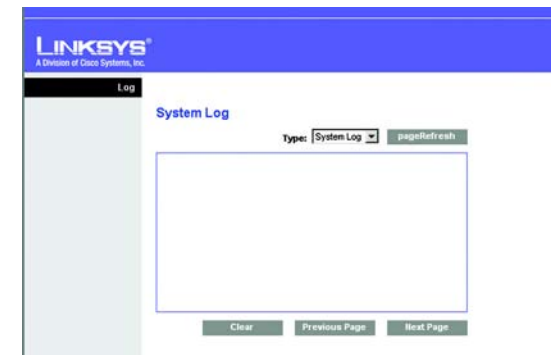 LINKSYS®
A Division of Cisco Systems, Inc.
Log
System Log
Type: System Log pageRefresh
Clear Previous Page Next Page